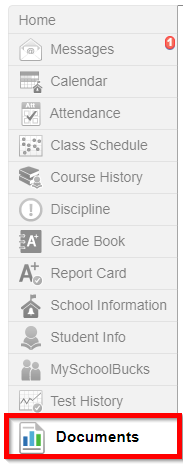 Home
Messages
1
Calendar
Att
Attendance
Class Schedule
Course History
Discipline
A+
Grade Book
A+
Report Card
School Information
Student Info
MySchoolBucks
Test History
Documents